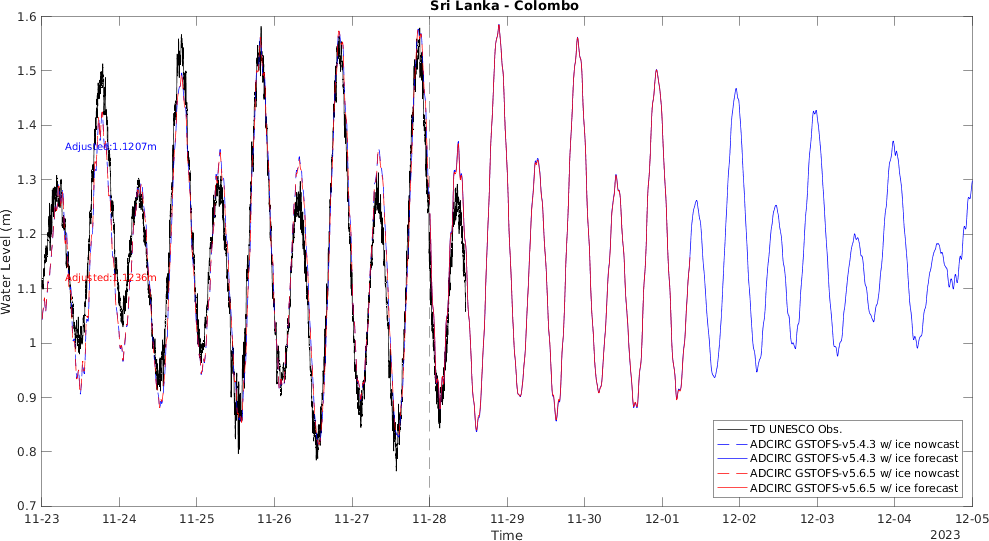 Sri Lanka - Colombo
1.6
1.5
1.4
1.3
1.2
1.1
1
0.9
0.8
0.7
Water Level (m)
Adjusted:1.1207m
Adjusted:1.1236m
TD UNESCO Obs.
ADCIRC GSTOFS-v5.4.3 w/ ice nowcast
ADCIRC GSTOFS-v5.4.3 w/ ice forecast
ADCIRC GSTOFS-v5.6.5 w/ ice nowcast
ADCIRC GSTOFS-v5.6.5 w/ ice forecast
11-23 11-24 11-25 11-26 11-27 11-28 11-29 11-30 12-01 12-02 12-03 12-04 12-05
Time
2023